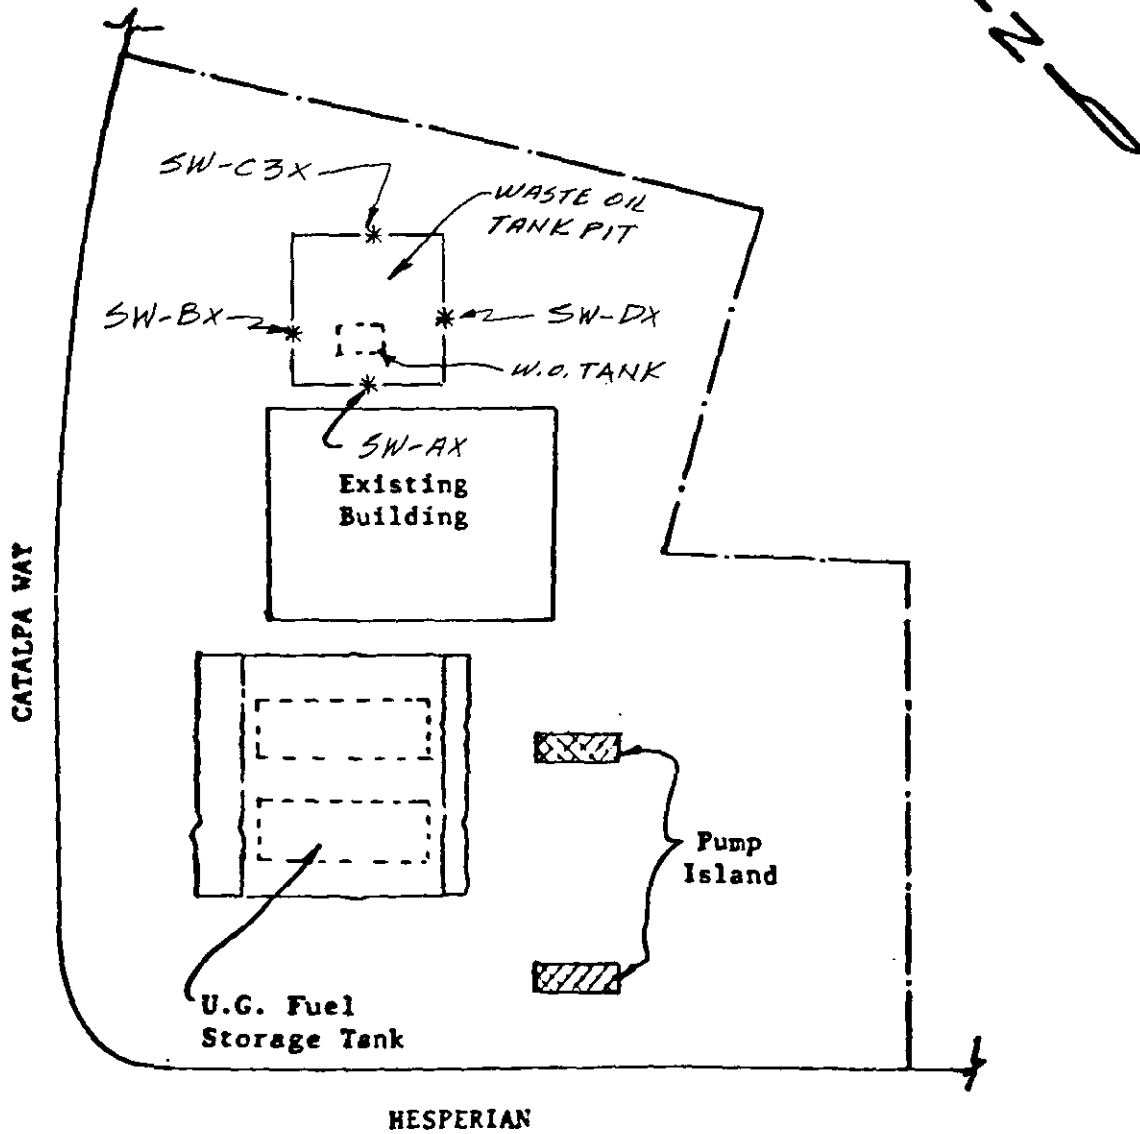 N
SW-C3X
WASTE OIL
TANK PIT
SW-BX
SW-DX
W.O. TANK
SW-AX
Existing
Building
CATALPA WAY
Pump
Island
U.G. Fuel
Storage Tank
HESPERIAN